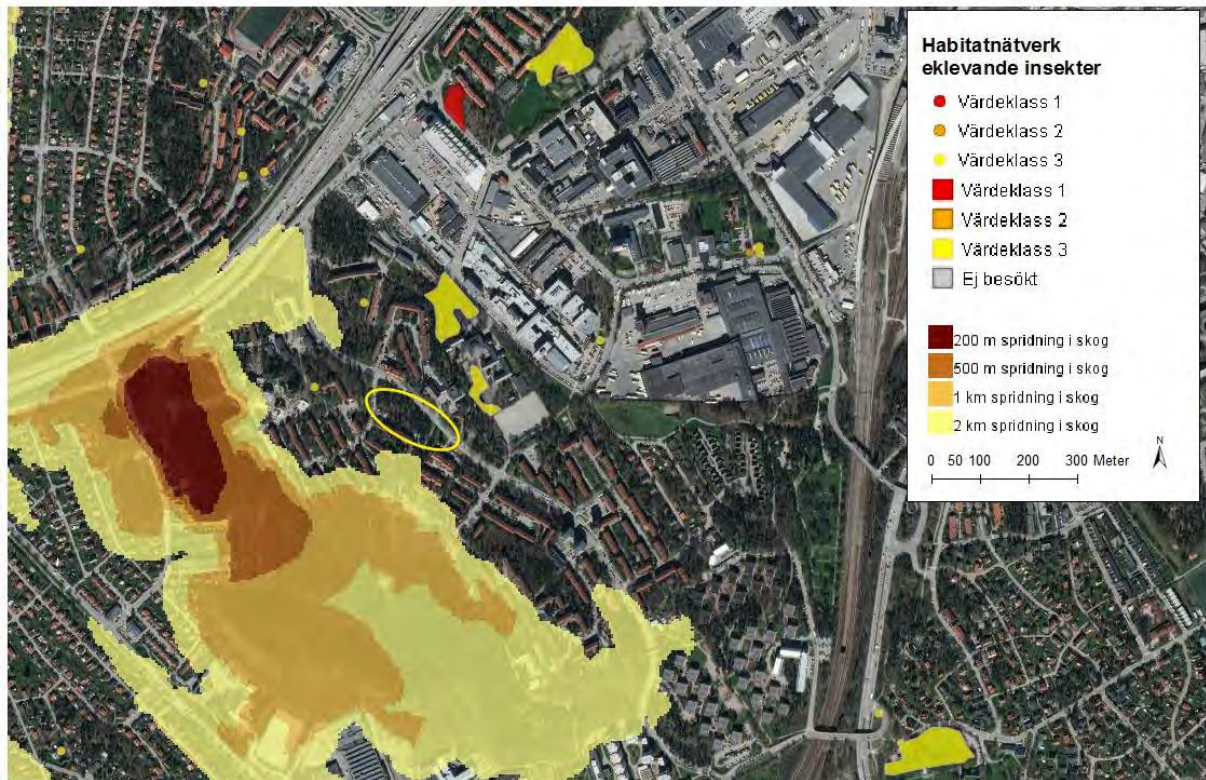 Habitatnätverk
eklevande insekter
Värdeklass 1
Värdeklass 2
Värdeklass 3
Värdeklass 1
Värdeklass 2
Värdeklass 3
Ej besökt
200 m spridning i skog
500 m spridning i skog
1 km spridning i skog
2 km spridning i skog
N
0 50 100 200 300 Meter